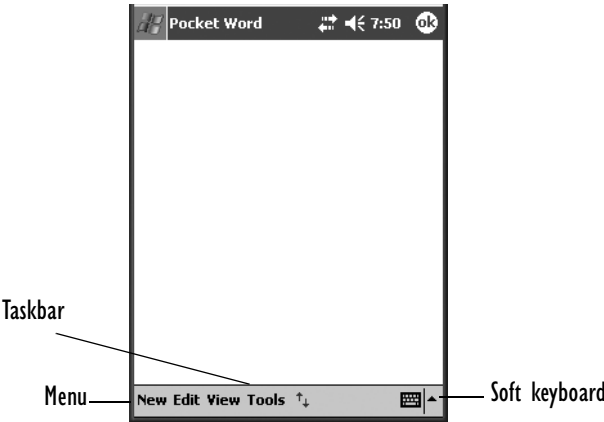 Pocket Word 7:50 ok
Taskbar
Menu
New Edit View Tools
Soft keyboard